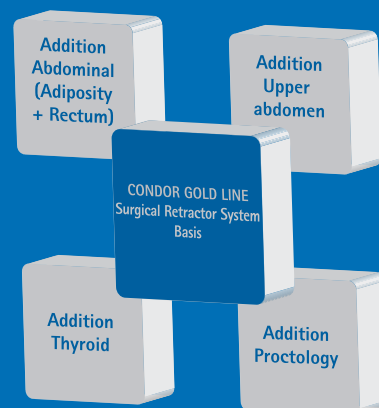 Addition
Abdominal
(Adiposity
+ Rectum)
Addition
Upper
abdomen
CONDOR GOLD LINE
Surgical Retractor System
Basis
Addition
Thyroid
Addition
Proctology